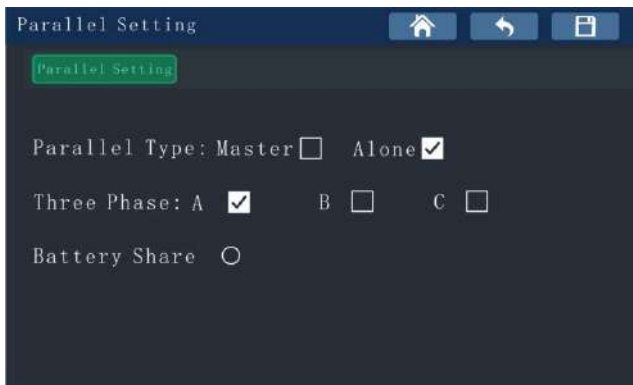 Parallel Setting
Parallel Setting
Parallel Type: Master Alone
Three Phase: A B C
Battery Share